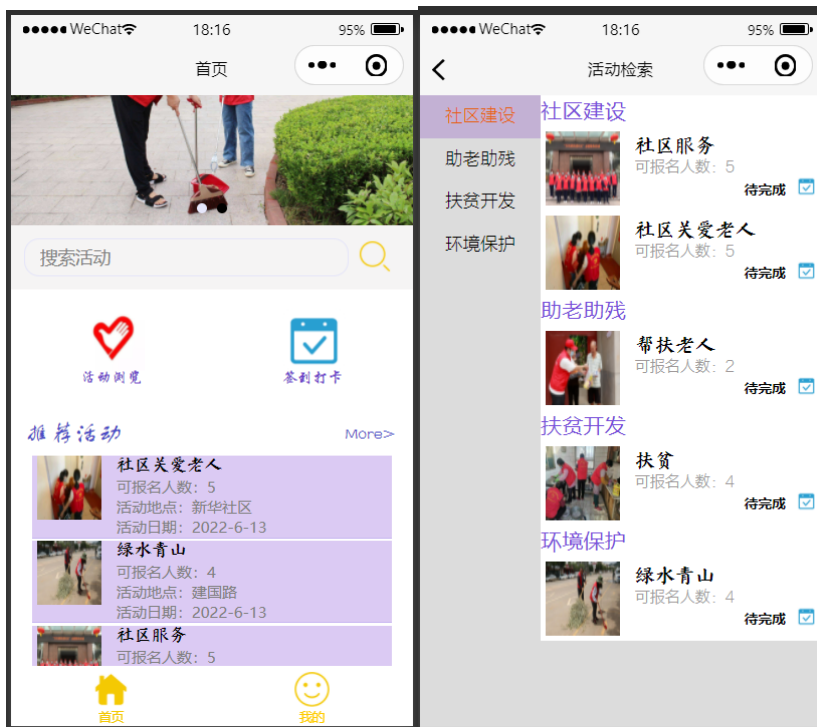 WeChat 18:16 95%
首页
搜索活动
活动浏览 签到打卡
推荐活动 More>
社区关爱老人
可报名人数：5
活动地点：新华社区
活动日期：2022-6-13
绿水青山
可报名人数：4
活动地点：建国路
活动日期：2022-6-13
社区服务
可报名人数：5
首页 我的
WeChat 18:16 95%
活动检索
社区建设
助老助残
扶贫开发
环境保护
社区建设
社区服务
可报名人数：5
待完成
社区关爱老人
可报名人数：5
待完成
助老助残
帮扶老人
可报名人数：2
待完成
扶贫开发
扶贫
可报名人数：4
待完成
环境保护
绿水青山
可报名人数：4
待完成